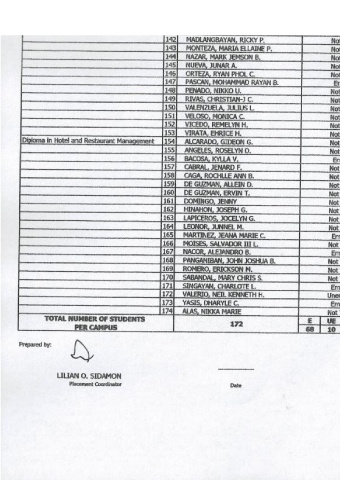 142 MADLANGBAYAN, RICKY P. Not
143 MONTEZA, MARIA ELLAINE P. Not
144 NAZAR, MARK JEMSON B. Not
145 NUEVA, JUNAR A. Not
146 ORTEZA, RYAN PHOL C. Not
147 PASCAN, MOHAMMAD RAYAN B. Em
148 PENADO, NIKKO U. Not
149 RIVAS, CHRISTIAN-J C. Not
150 VALENZUELA, JULIUS L. Not
151 VELOSO, MONICA C. Not
152 VICEDO, REMELYN H. Not
153 VIRATA, EHRICE H. Not
Diploma in Hotel and Restaurant Management 154 ALCARADO, GIDEON G. Not
155 ANGELES, ROSELYN O. Not
156 BACOSA, KYLLA V. Em
157 CABRAL, JENARD F. Not
158 CAGA, ROCHLLE ANN B. Not
159 DE GUZMAN, ALLEIN D. Not
160 DE GUZMAN, ERVIN T. Not
161 DOMINGO, JENNY Not
162 HINAHON, JOSEPH G. Not
163 LAPICEROS, JOCELYN G. Not
164 LEONOR, JUNNEL M. Not
165 MARTINEZ, JEANA MARIE C. Em
166 MOISES, SALVADOR III L. Not
167 NACOR, ALEJANDRO B. Em
168 PANGANIBAN, JOHN JOSHUA B. Not
169 ROMERO, ERICKSON M. Not
170 SABANDAL, MARY CHRIS S. Not
171 SINGAYAN, CHARLOTE L. Em
172 VALERIO, NEIL KENNETH H. Unem
173 YASIS, DHARYLE C. Em
174 ALAS, NIKKA MARIE Not
TOTAL NUMBER OF STUDENTS PER CAMPUS 172 E UE
68 10
Prepared by:
LILIAN O. SIDAMON
Placement Coordinator Date